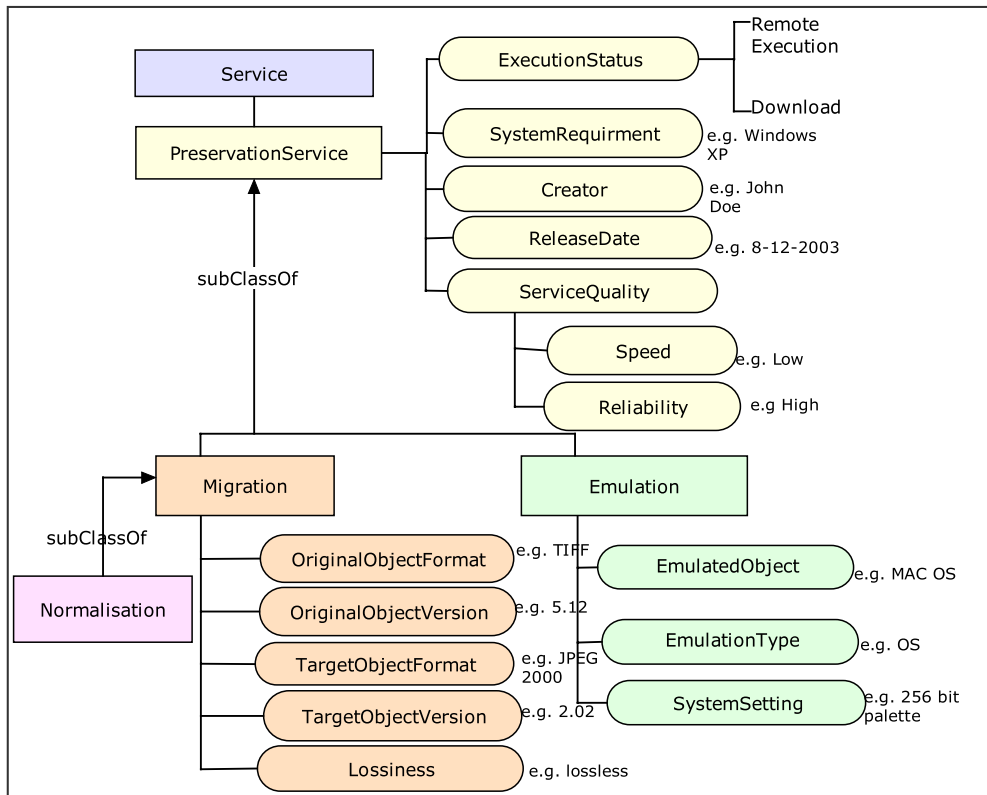 Service
PreservationService
ExecutionStatus
Remote
Execution
Download
SystemRequirment
e.g. Windows
XP
Creator
e.g. John
Doe
ReleaseDate
e.g. 8-12-2003
ServiceQuality
Speed
e.g. Low
Reliability
e.g High
subClassOf
Migration
Emulation
subClassOf
Normalisation
OriginalObjectFormat
e.g. TIFF
OriginalObjectVersion
e.g. 5.12
TargetObjectFormat
e.g. JPEG
2000
TargetObjectVersion
e.g. 2.02
Lossiness
e.g. lossless
EmulatedObject
e.g. MAC OS
EmulationType
e.g. OS
SystemSetting
e.g. 256 bit
palette